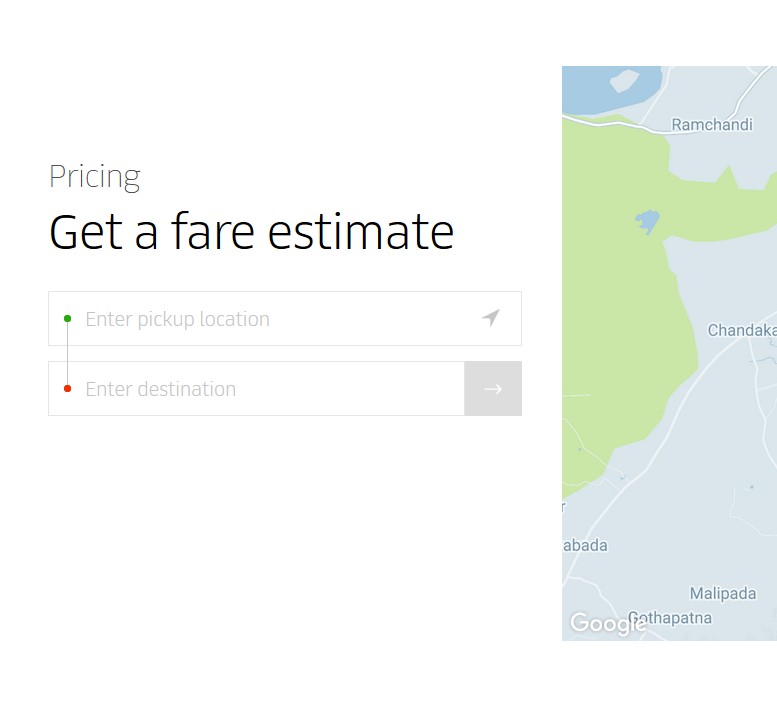 Pricing
Get a fare estimate
Enter pickup location
Enter destination
Ramchandi
Chandaka
r
abada
Malipada
Gothapatna
Google